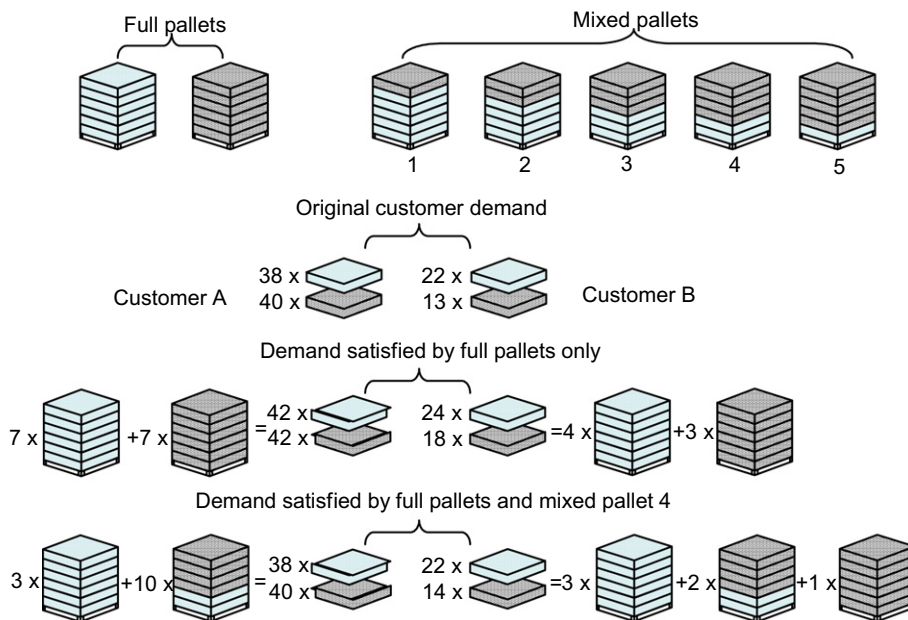 Full pallets
Mixed pallets
1 2 3 4 5
Original customer demand
38 x 22 x
Customer A 40 x 13 x Customer B
Demand satisfied by full pallets only
42 x 24 x
7 x +7 x = 42 x 18 x =4 x +3 x
Demand satisfied by full pallets and mixed pallet 4
38 x 22 x
3 x +10 x = 40 x 14 x =3 x +2 x +1 x